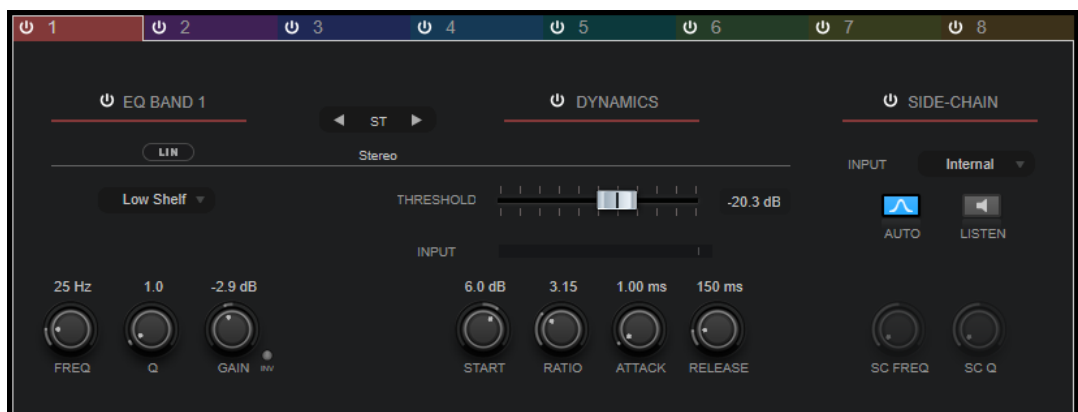 1 2 3 4 5 6 7 8
EQ BAND 1 DYNAMICS SIDE-CHAIN
ST
LIN Stereo
INPUT Internal
Low Shelf THRESHOLD -20.3 dB
AUTO LISTEN
INPUT
25 Hz 1.0 -2.9 dB 6.0 dB 3.15 1.00 ms 150 ms
FREQ Q GAIN INV START RATIO ATTACK RELEASE SC FREQ SC Q